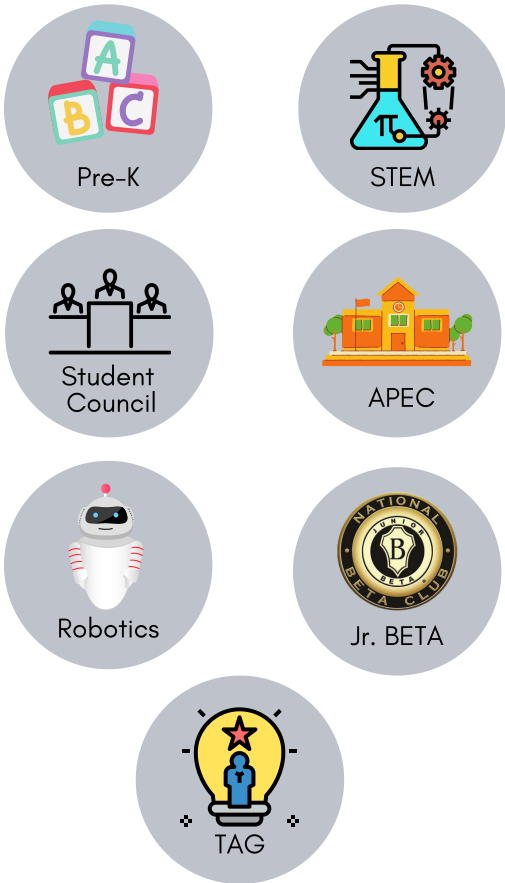 A
B C
Pre-K
π
STEM
Student
Council
APEC
Robotics
NATIONAL
JUNIOR
B
BETA
BETA CLUB
Jr. BETA
TAG